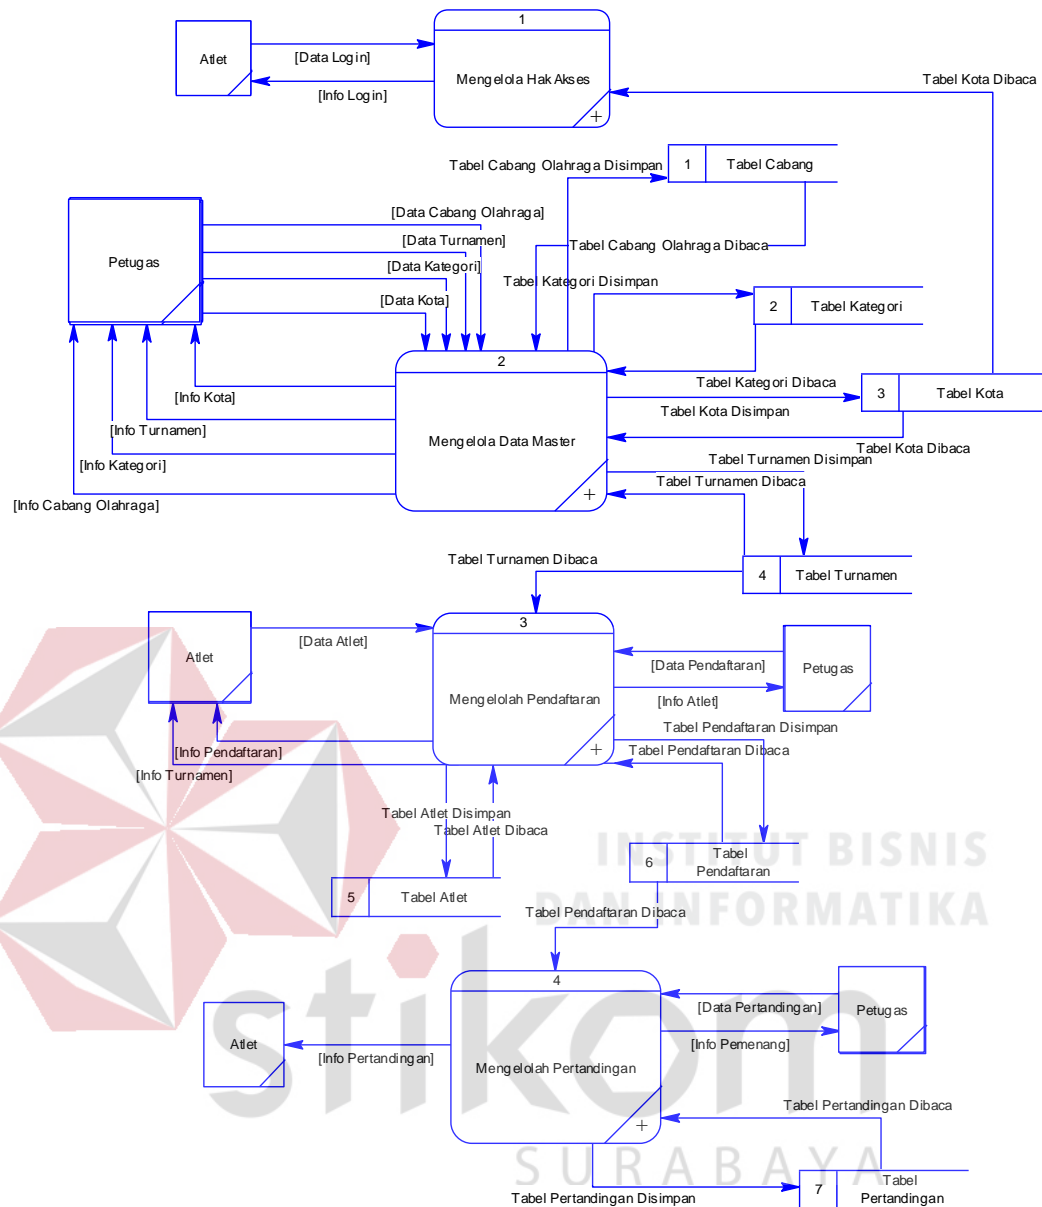 1
Atlet
[Data Login]
[Info Login]
Mengelola Hak Akses
+
Tabel Kota Dibaca
Tabel Cabang Olahraga Disimpan
1
Tabel Cabang
Petugas
[Data Cabang Olahraga]
[Data Turnamen]
[Data Kategori]
[Data Kota]
Tabel Cabang Olahraga Dibaca
Tabel Kategori Disimpan
2
Tabel Kategori
2
Mengelola Data Master
+
[Info Kota]
[Info Turnamen]
[Info Kategori]
[Info Cabang Olahraga]
Tabel Kategori Dibaca
Tabel Kota Disimpan
3
Tabel Kota
Tabel Kota Dibaca
Tabel Turnamen Disimpan
Tabel Turnamen Dibaca
Tabel Turnamen Dibaca
4
Tabel Turnamen
3
Atlet
[Data Atlet]
Mengelolah Pendaftaran
+
[Data Pendaftaran]
[Info Atlet]
Petugas
[Info Pendaftaran]
[Info Turnamen]
Tabel Pendaftaran Disimpan
Tabel Pendaftaran Dibaca
Tabel Atlet Disimpan
Tabel Atlet Dibaca
INSTITUT BISNIS
DAN INFORMATIKA
6
Tabel
Pendaftaran
5
Tabel Atlet
Tabel Pendaftaran Dibaca
4
stikom
Atlet
[Info Pertandingan]
Mengelolah Pertandingan
+
[Data Pertandingan]
[Info Pemenang]
Petugas
Tabel Pertandingan Dibaca
SURABAYA
Tabel Pertandingan Disimpan
7
Tabel
Pertandingan